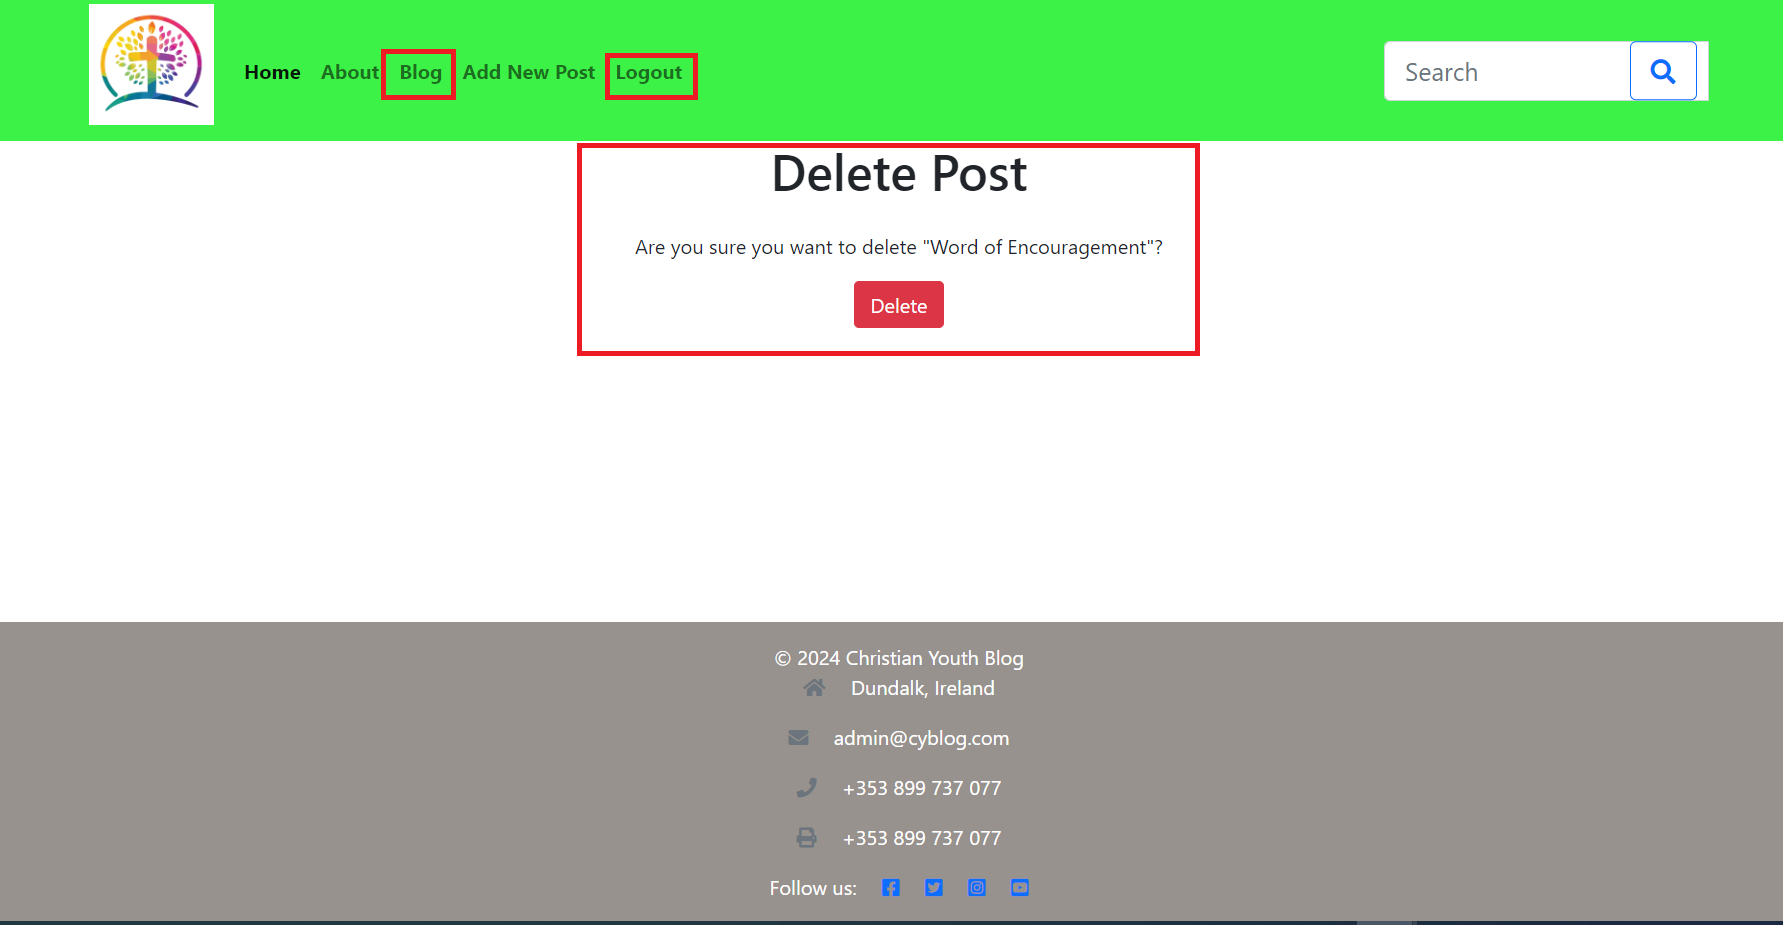 Home About Blog Add New Post Logout Search
Delete Post
Are you sure you want to delete "Word of Encouragement"?
Delete
© 2024 Christian Youth Blog
Dundalk, Ireland
admin@cyblog.com
+353 899 737 077
+353 899 737 077
Follow us: